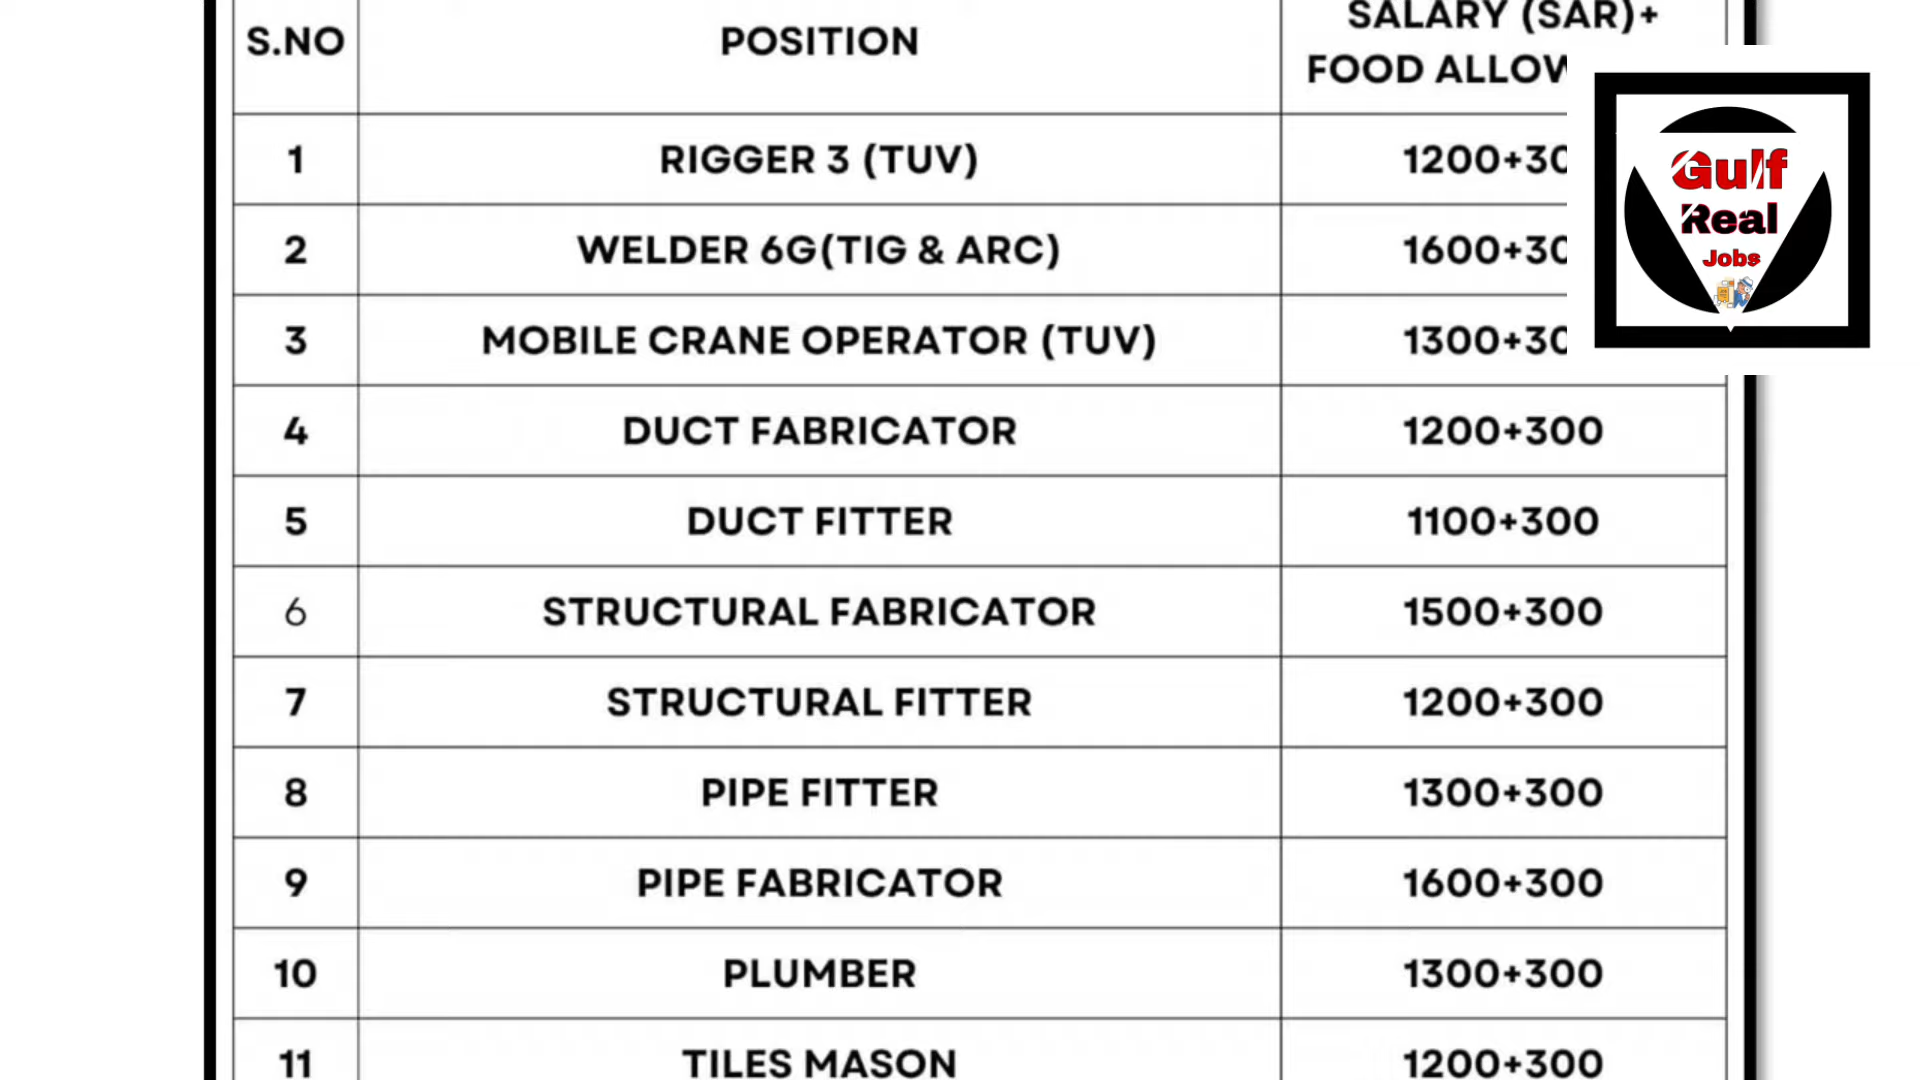 S.NO POSITION SALARY (SAR)+
FOOD
1 RIGGER 3 (TUV)
2 WELDER 6G(TIG & ARC)
3 MOBILE CRANE OPERATOR (TUV)
4 DUCT FABRICATOR 1200+300
5 DUCT FITTER 1100+300
6 STRUCTURAL FABRICATOR 1500+300
7 STRUCTURAL FITTER 1200+300
8 PIPE FITTER 1300+300
9 PIPE FABRICATOR 1600+300
10 PLUMBER 1300+300
11 TILES MASON 1200+300
Gulf
Real
Jobs